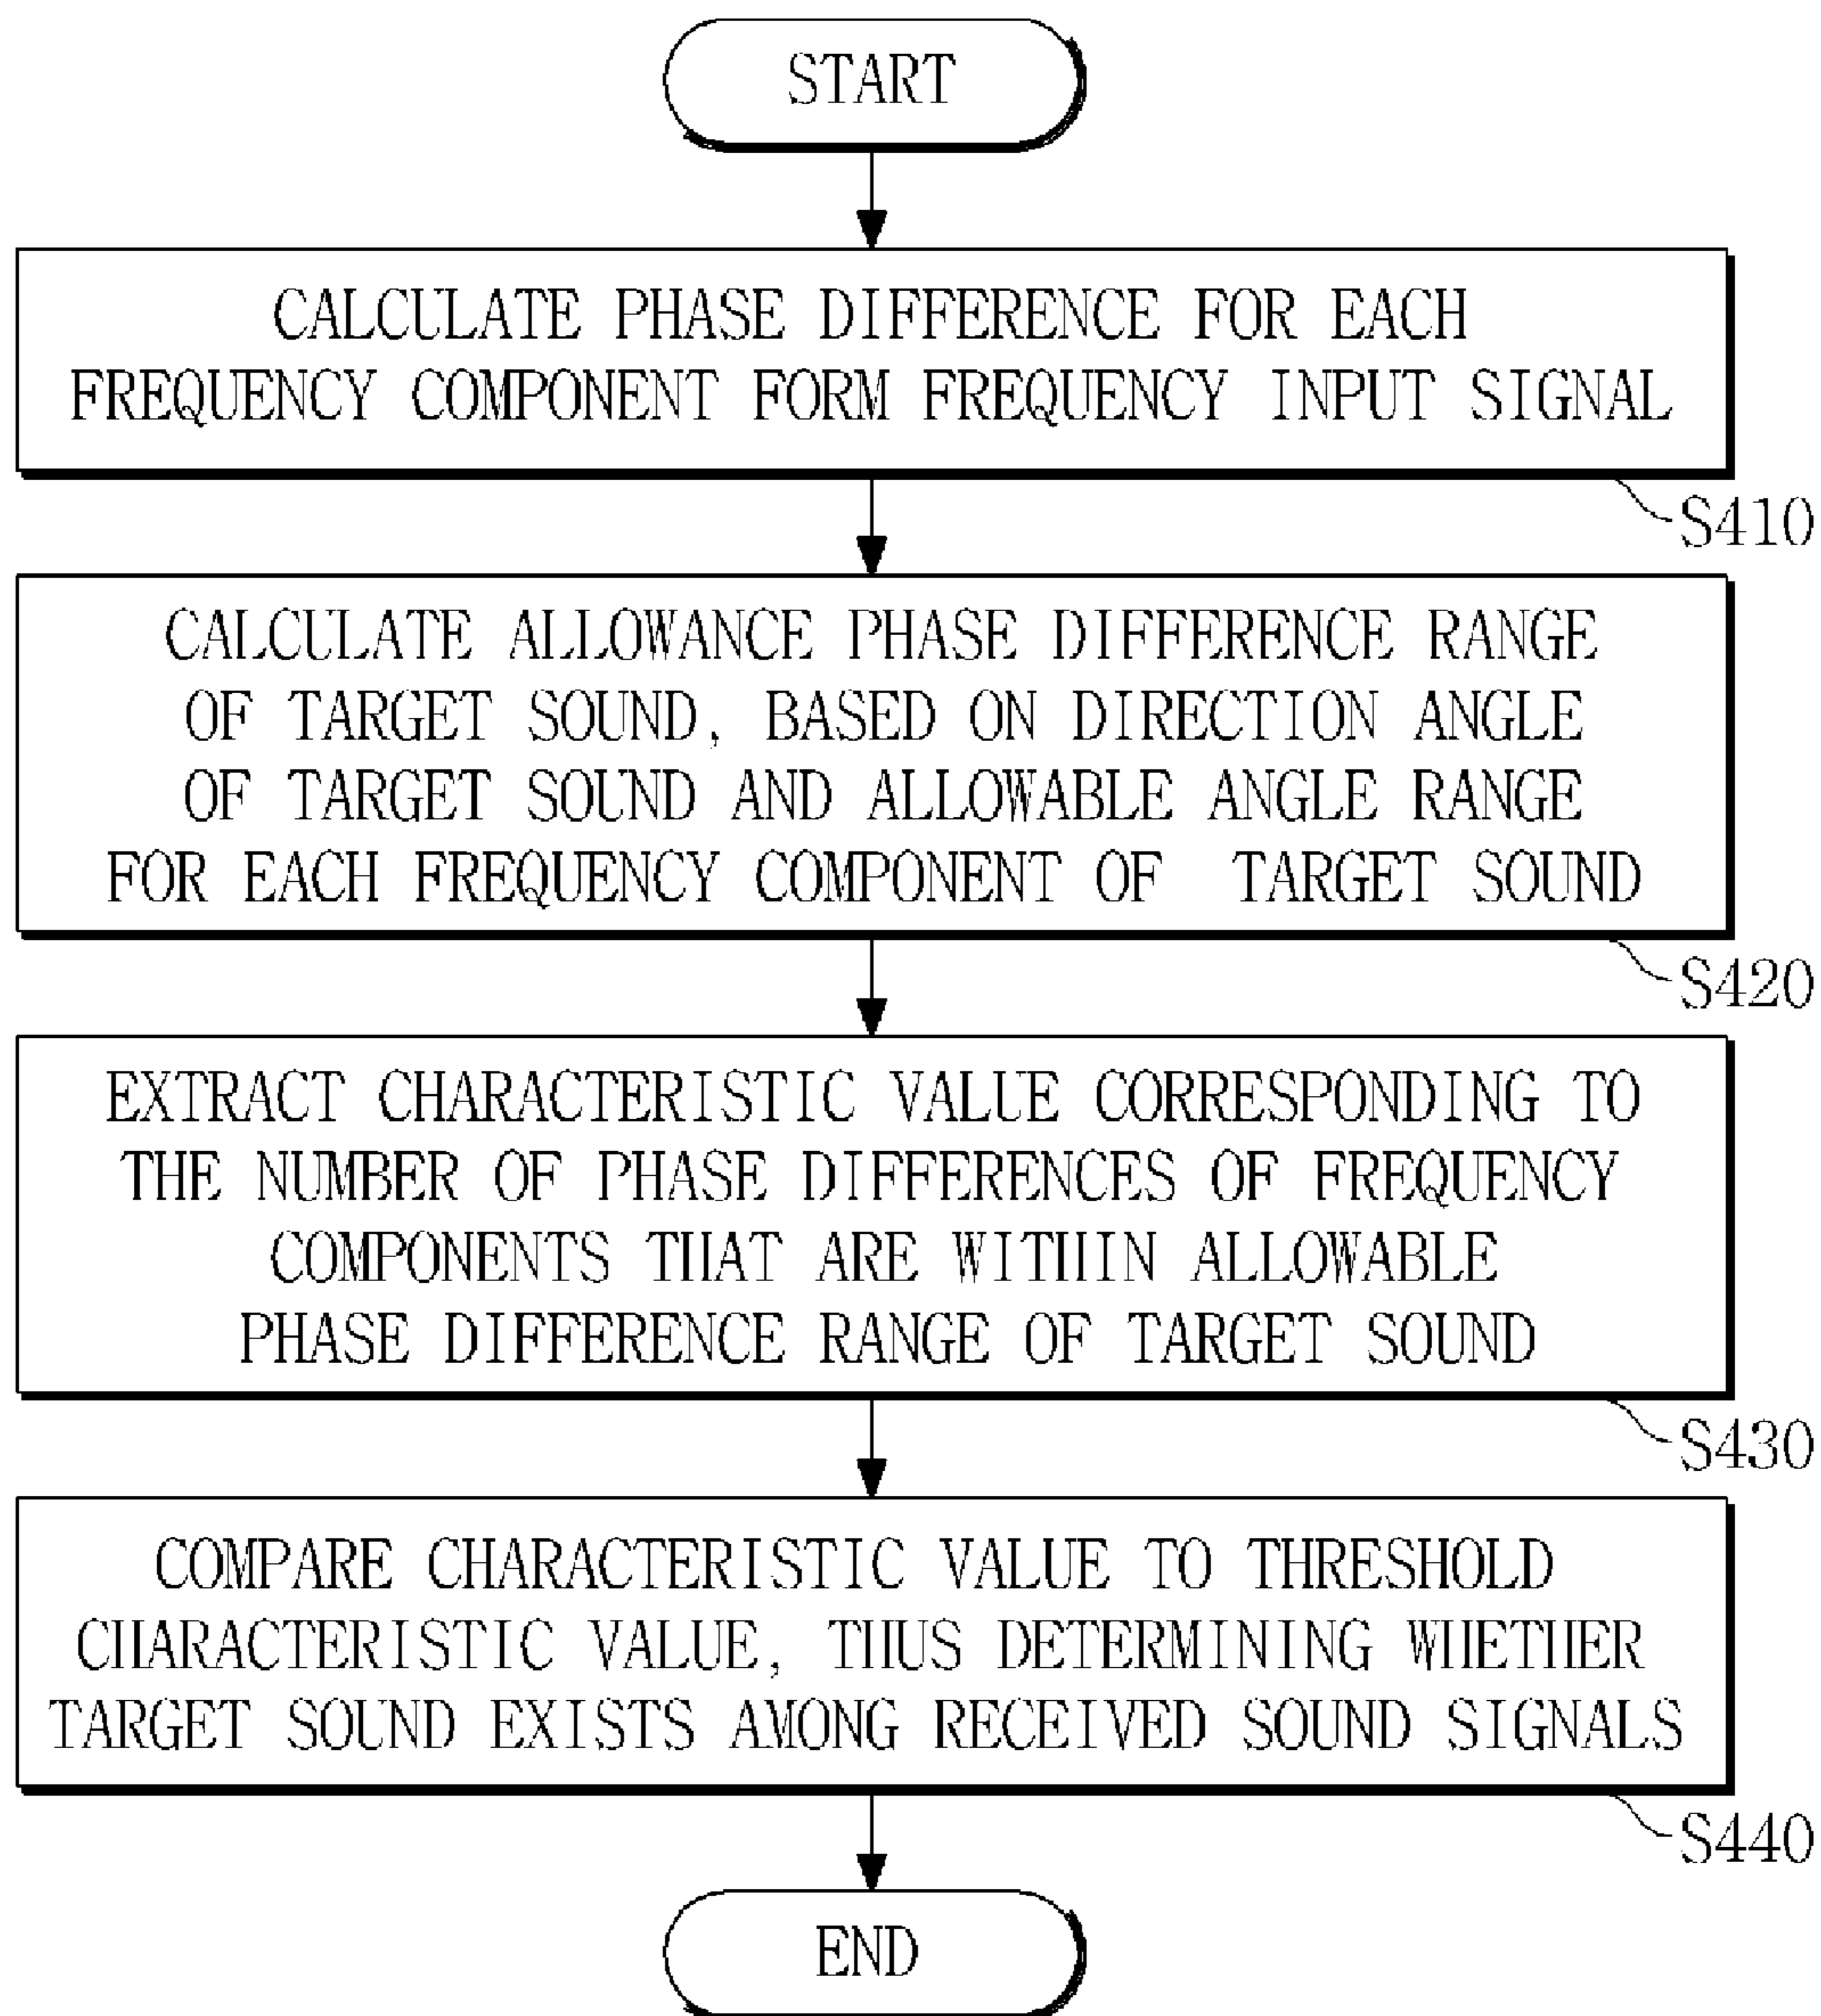 START
CALCULATE PHASE DIFFERENCE FOR EACH
FREQUENCY COMPONENT FORM FREQUENCY INPUT SIGNAL
S410
CALCULATE ALLOWANCE PHASE DIFFERENCE RANGE
OF TARGET SOUND, BASED ON DIRECTION ANGLE
OF TARGET SOUND AND ALLOWABLE ANGLE RANGE
FOR EACH FREQUENCY COMPONENT OF TARGET SOUND
S420
EXTRACT CHARACTERISTIC VALUE CORRESPONDING TO
THE NUMBER OF PHASE DIFFERENCES OF FREQUENCY
COMPONENTS THAT ARE WITHIN ALLOWABLE
PHASE DIFFERENCE RANGE OF TARGET SOUND
S430
COMPARE CHARACTERISTIC VALUE TO THRESHOLD
CHARACTERISTIC VALUE, THUS DETERMINING WHETHER
TARGET SOUND EXISTS AMONG RECEIVED SOUND SIGNALS
S440
END